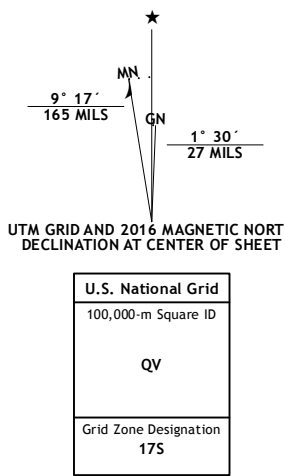 MN
9° 17´
165 MILS
GN
1° 30´
27 MILS
UTM GRID AND 2016 MAGNETIC NORT
DECLINATION AT CENTER OF SHEET
U.S. National Grid
100,000-m Square ID
QV
Grid Zone Designation
17S